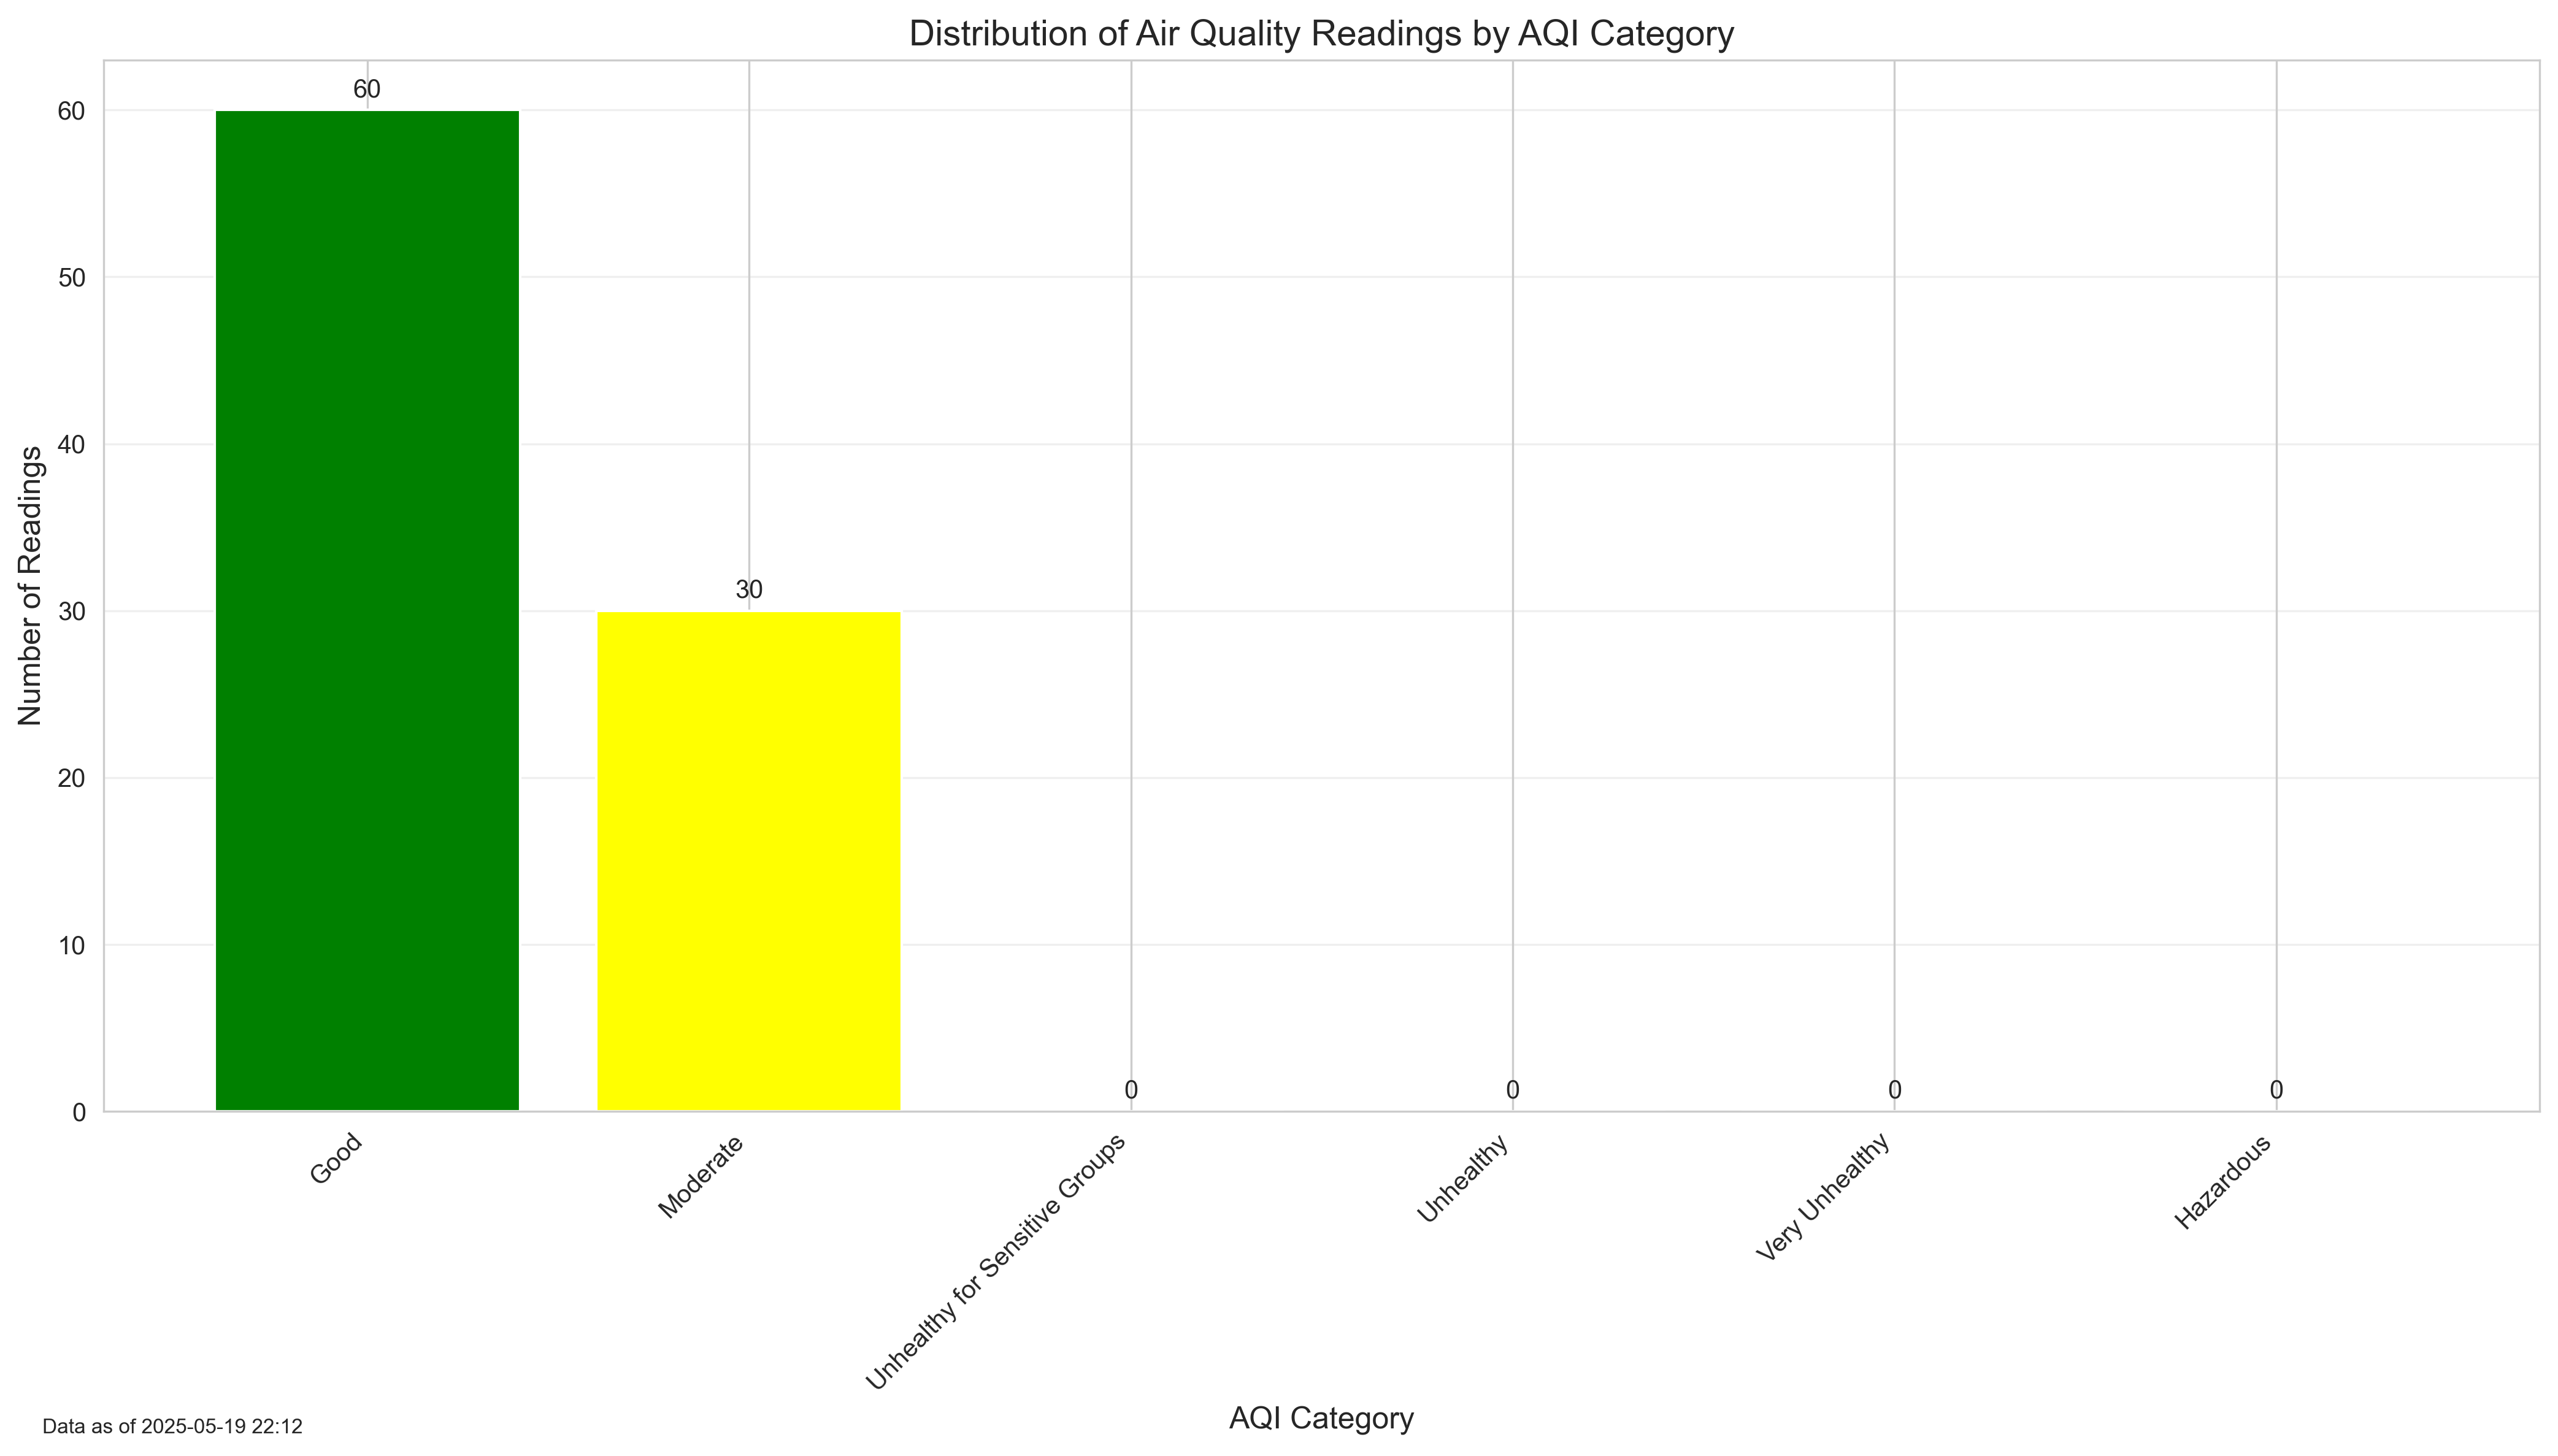 Distribution of Air Quality Readings by AQI Category
Number of Readings
60
50
40
30
20
10
0
60
30
0
0
0
0
Good
Moderate
Unhealthy for Sensitive Groups
Unhealthy
Very Unhealthy
Hazardous
AQI Category
Data as of 2025-05-19 22:12